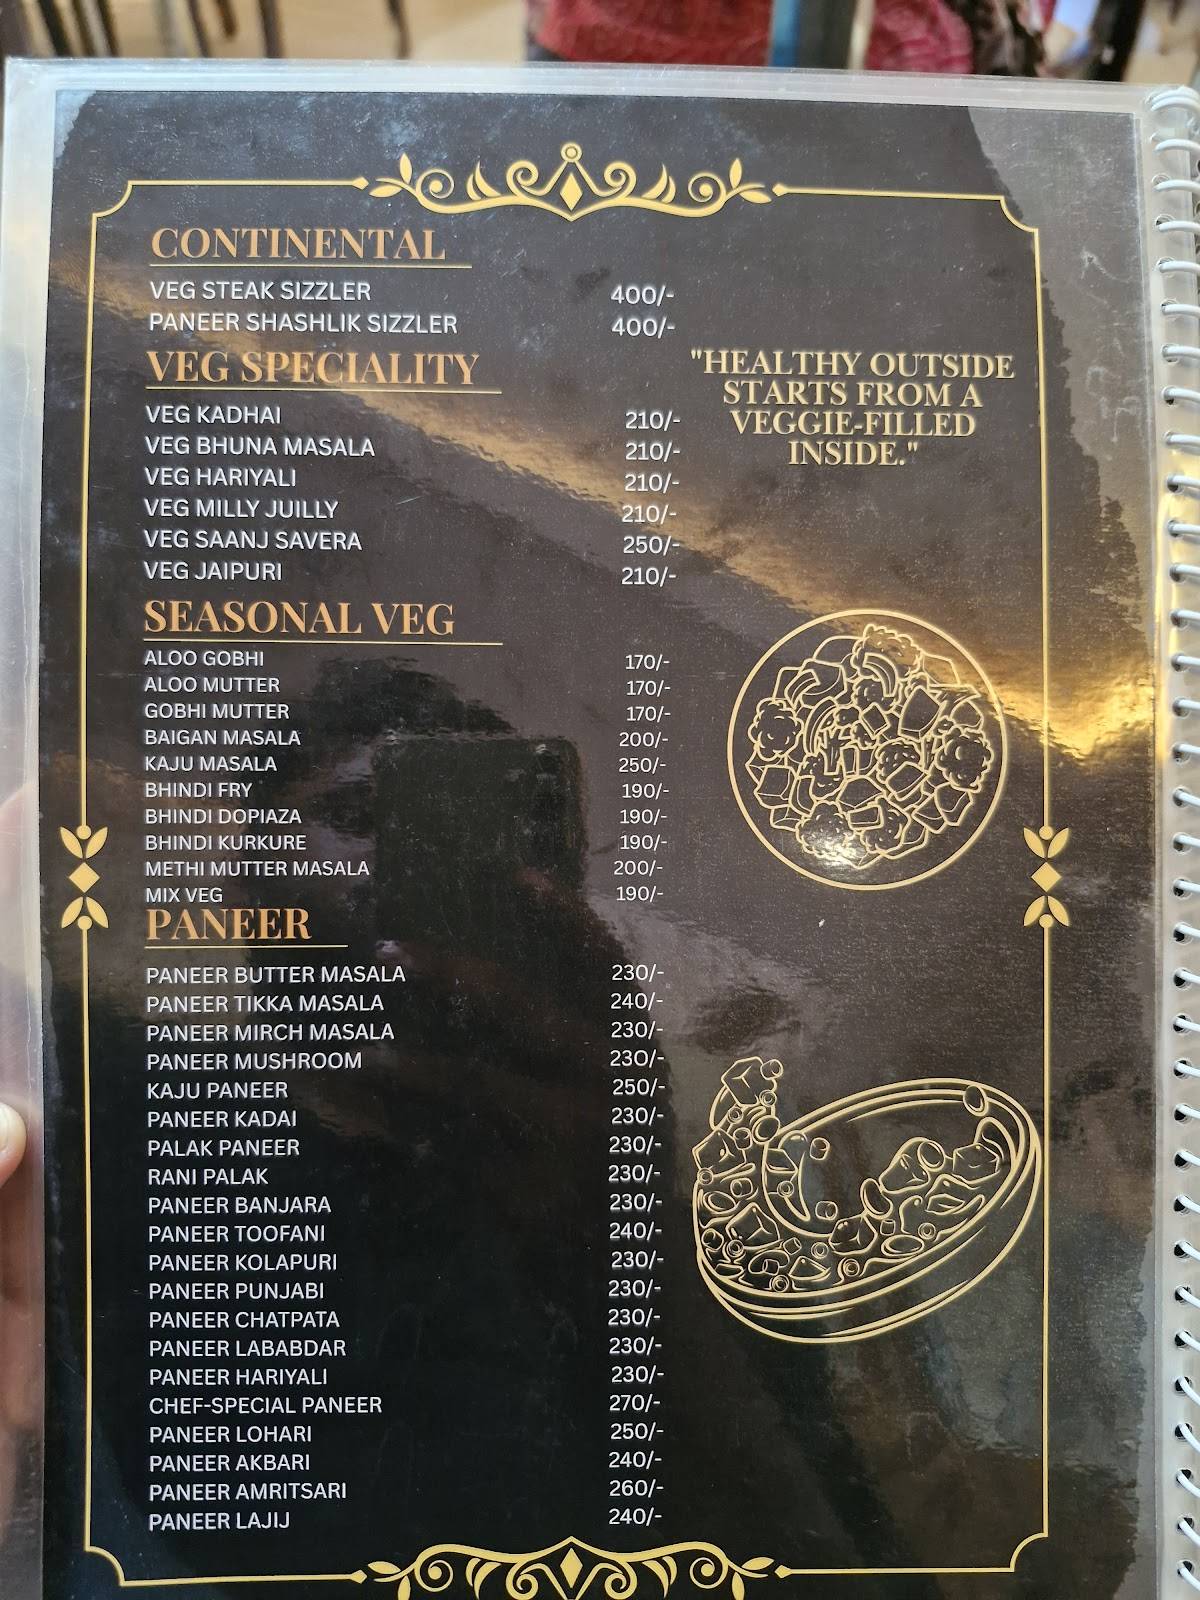 CONTINENTAL
VEG STEAK SIZZLER 400/-
PANEER SHASHLIK SIZZLER 400/-
VEG SPECIALITY
VEG KADHAI 210/-
VEG BHUNA MASALA 210/-
VEG HARIYALI 210/-
VEG MILLY JUILLY 210/-
VEG SAANJ SAVERA 250/-
VEG JAIPURI 210/-
"HEALTHY OUTSIDE
STARTS FROM A
VEGGIE-FILLED
INSIDE."
SEASONAL VEG
ALOO GOBHI 170/-
ALOO MUTTER 170/-
GOBHI MUTTER 170/-
BAIGAN MASALA 200/-
KAJU MASALA 250/-
BHINDI FRY 190/-
BHINDI DOPIAZA 190/-
BHINDI KURKURE 190/-
METHI MUTTER MASALA 200/-
MIX VEG 190/-
PANEER
PANEER BUTTER MASALA 230/-
PANEER TIKKA MASALA 240/-
PANEER MIRCH MASALA 230/-
PANEER MUSHROOM 230/-
KAJU PANEER 250/-
PANEER KADAI 230/-
PALAK PANEER 230/-
RANI PALAK 230/-
PANEER BANJARA 230/-
PANEER TOOFANI 240/-
PANEER KOLAPURI 230/-
PANEER PUNJABI 230/-
PANEER CHATPATA 230/-
PANEER LABABDAR 230/-
PANEER HARIYALI 230/-
CHEF-SPECIAL PANEER 270/-
PANEER LOHARI 250/-
PANEER AKBARI 240/-
PANEER AMRITSARI 260/-
PANEER LAJIJ 240/-